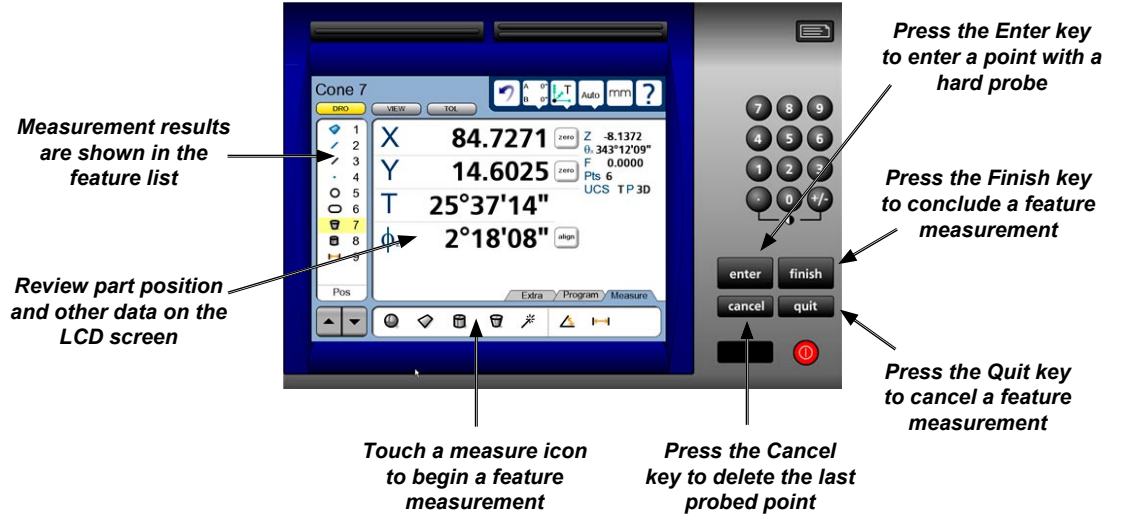 Press the Enter key
to enter a point with a
hard probe
Measurement results
are shown in the
feature list
Review part position
and other data on the
LCD screen
Cone 7
DRO
VIEW
TOL
A 0°
B 0°
T
Auto
mm
?
1
2
3
4
5
6
7
8
9
Pos
X 84.7271 zero
Y 14.6025 zero
T 25°37'14"
ϕ 2°18'08" align
Z -8.1372
343°12'09"
F 0.0000
Pts 6
UCS T P 3D
Extra Program Measure
7 8 9
4 5 6
1 2 3
. 0 +/-
enter finish
cancel quit
Press the Finish key
to conclude a feature
measurement
Press the Quit key
to cancel a feature
measurement
Touch a measure icon
to begin a feature
measurement
Press the Cancel
key to delete the last
probed point